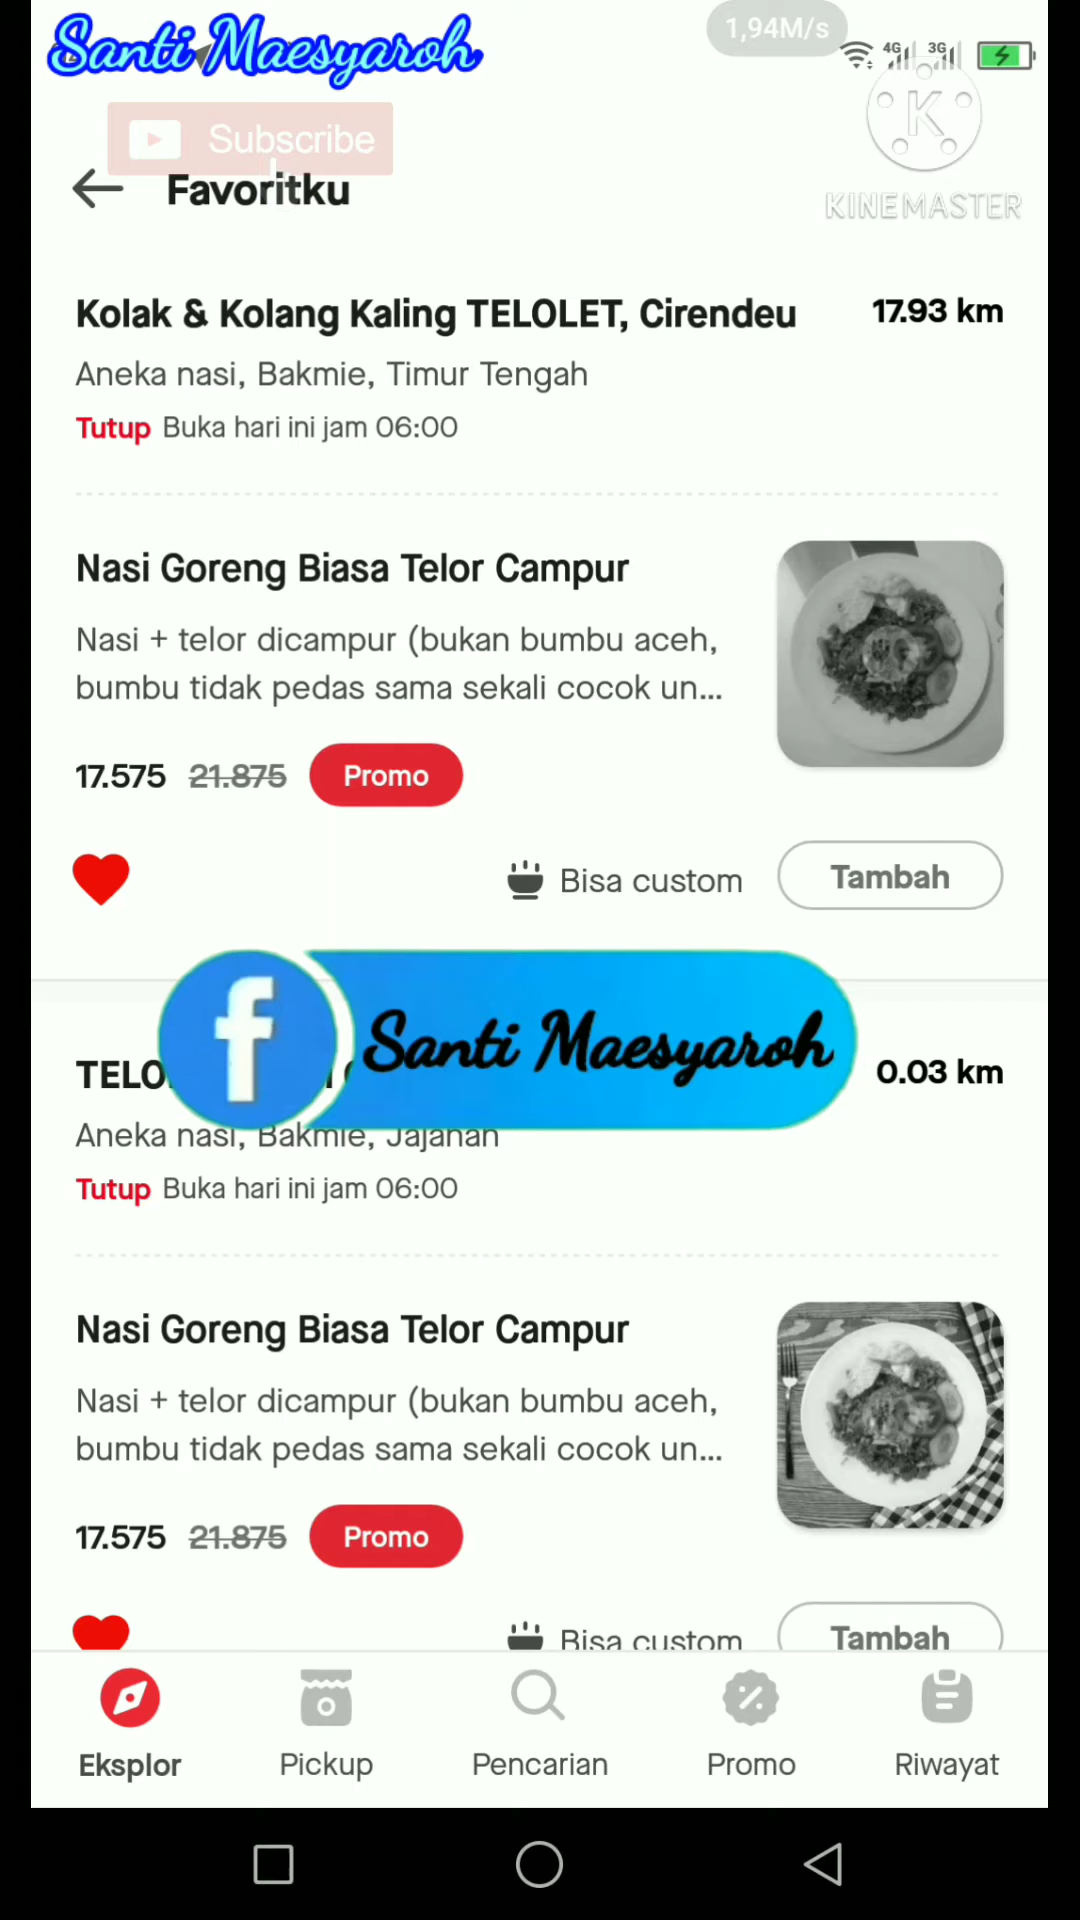 Santi Maesyaroh
1,94M/s
4G
3G
Subscribe
K
KINEMASTER
Favoritku
Kolak & Kolang Kaling TELOLET, Cirendeu
17.93 km
Aneka nasi, Bakmie, Timur Tengah
Tutup Buka hari ini jam 06:00
Nasi Goreng Biasa Telor Campur
Nasi + telor dicampur (bukan bumbu aceh,
bumbu tidak pedas sama sekali cocok un...
17.575 21.875 Promo
Bisa custom
Tambah
f Santi Maesyaroh
0.03 km
Aneka nasi, Bakmie, Jajanan
Tutup Buka hari ini jam 06:00
Nasi Goreng Biasa Telor Campur
Nasi + telor dicampur (bukan bumbu aceh,
bumbu tidak pedas sama sekali cocok un...
17.575 21.875 Promo
Bisa custom
Tambah
Eksplor
Pickup
Pencarian
Promo
Riwayat